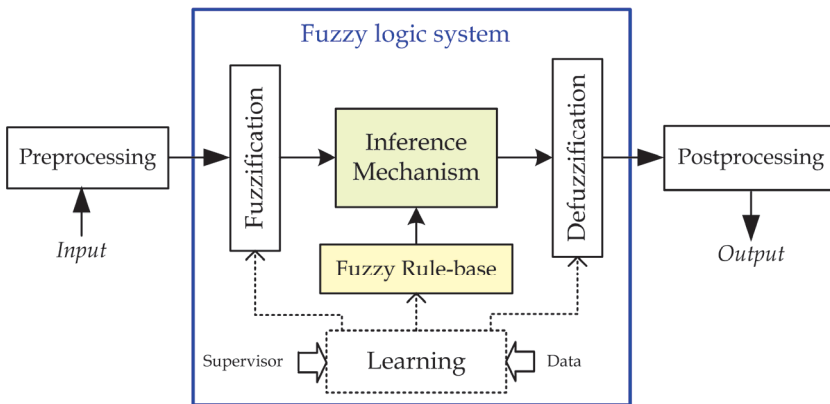 Fuzzy logic system
Preprocessing
Fuzzification
Inference
Mechanism
Defuzzification
Postprocessing
Input
Fuzzy Rule-base
Output
Supervisor
Learning
Data